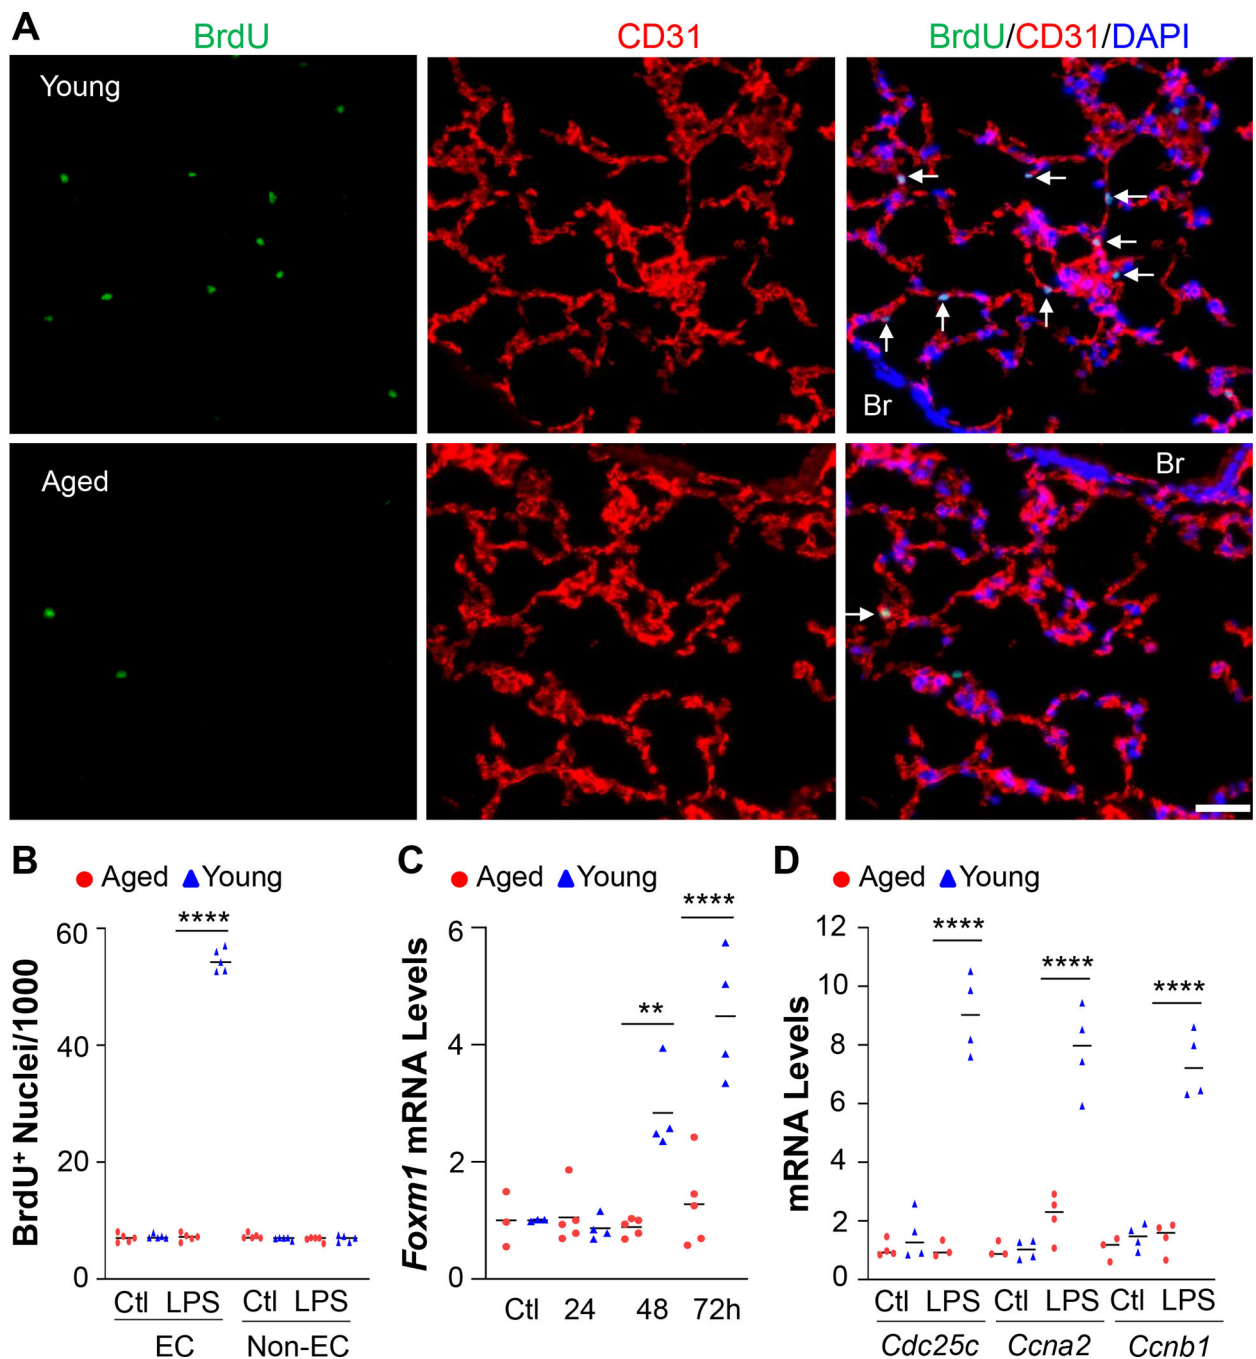 A
BrdU CD31 BrdU/CD31/DAPI
Young
Br
Aged
Br
B
Aged Young
****
60
40
20
0
BrdU⁺ Nuclei/1000
Ctl LPS Ctl LPS
EC Non-EC
C
Aged Young
****
**
6
4
2
0
Foxm1 mRNA Levels
Ctl 24 48 72h
D
Aged Young
****
****
****
12
10
8
6
4
2
0
mRNA Levels
Ctl LPS Ctl LPS Ctl LPS
Cdc25c Ccna2 Ccnb1